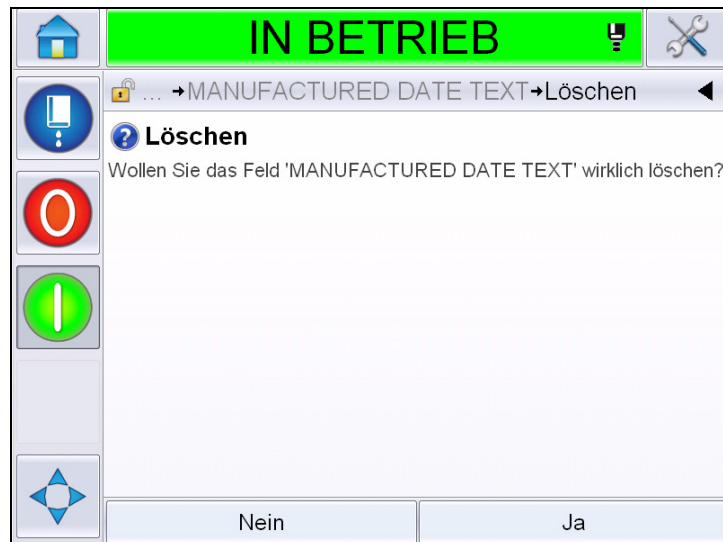 IN BETRIEB
... →MANUFACTURED DATE TEXT→Löschen
Löschen
Wollen Sie das Feld 'MANUFACTURED DATE TEXT' wirklich löschen?
Nein
Ja